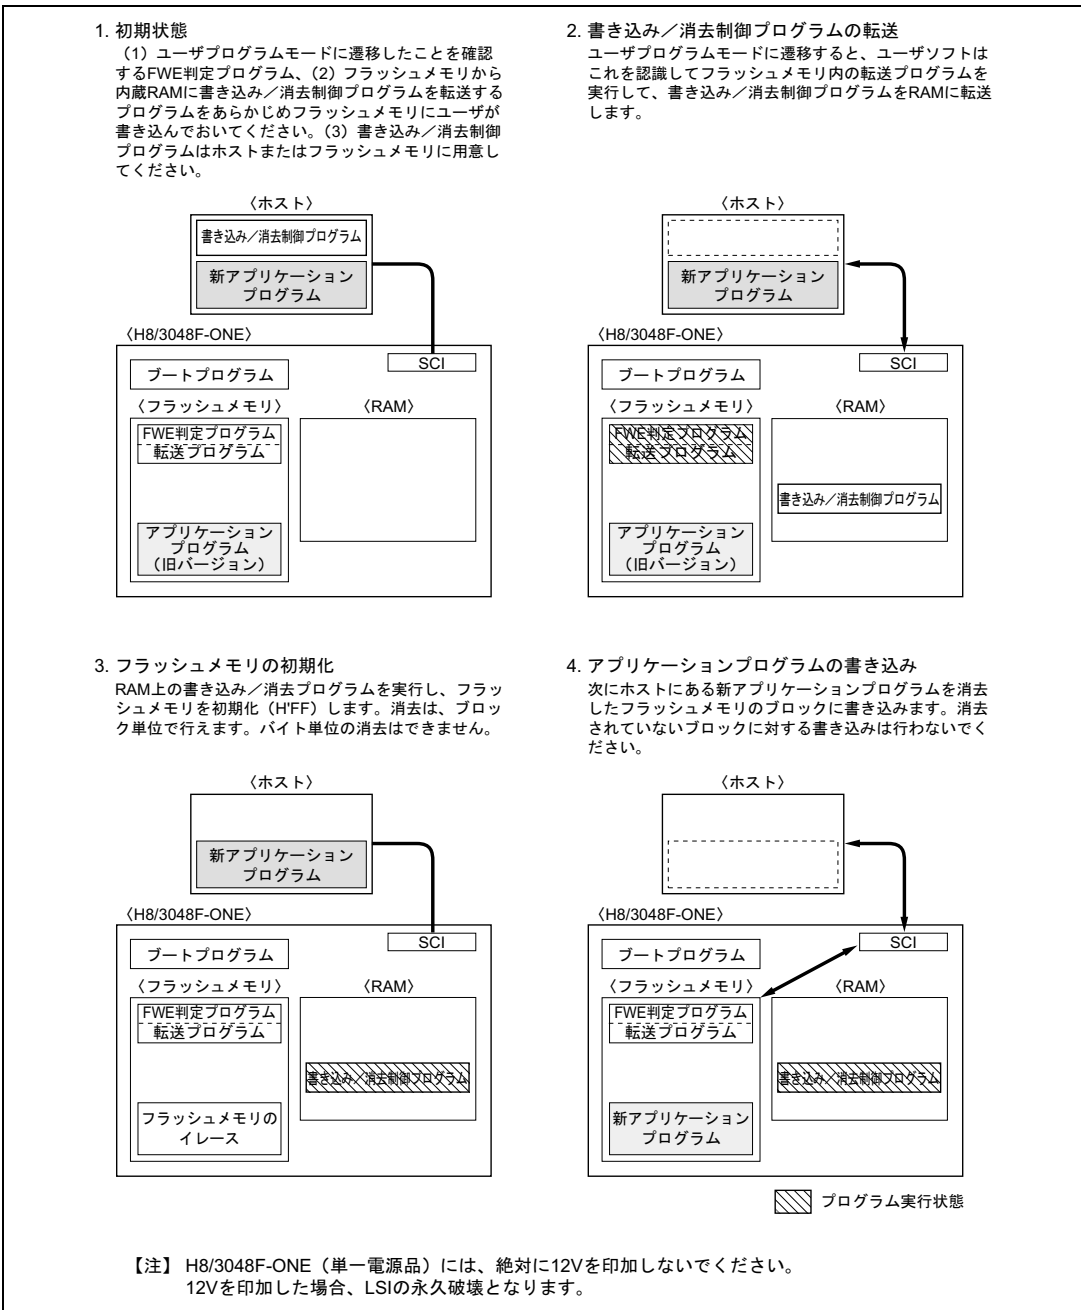 1. 初期状態
（1）ユーザプログラムモードに遷移したことを確認
するFWE判定プログラム、（2）フラッシュメモリから
内蔵RAMに書き込み／消去制御プログラムを転送する
プログラムをあらかじめフラッシュメモリにユーザが
書き込んでおいてください。（3）書き込み／消去制御
プログラムはホストまたはフラッシュメモリに用意し
てください。
〈ホスト〉
書き込み／消去制御プログラム
新アプリケーション
プログラム
〈H8/3048F-ONE〉
SCI
ブートプログラム
〈フラッシュメモリ〉
〈RAM〉
FWE判定プログラム
転送プログラム
アプリケーション
プログラム
（旧バージョン）
2. 書き込み／消去制御プログラムの転送
ユーザプログラムモードに遷移すると、ユーザソフトは
これを認識してフラッシュメモリ内の転送プログラムを
実行して、書き込み／消去制御プログラムをRAMに転送
します。
〈ホスト〉
新アプリケーション
プログラム
〈H8/3048F-ONE〉
SCI
ブートプログラム
〈フラッシュメモリ〉
〈RAM〉
FWE判定プログラム
転送プログラム
書き込み／消去制御プログラム
アプリケーション
プログラム
（旧バージョン）
3. フラッシュメモリの初期化
RAM上の書き込み／消去プログラムを実行し、フラッ
シュメモリを初期化（H'FF）します。消去は、ブロッ
ク単位で行えます。バイト単位の消去はできません。
〈ホスト〉
新アプリケーション
プログラム
〈H8/3048F-ONE〉
SCI
ブートプログラム
〈フラッシュメモリ〉
〈RAM〉
FWE判定プログラム
転送プログラム
書き込み／消去制御プログラム
フラッシュメモリの
イレース
4. アプリケーションプログラムの書き込み
次にホストにある新アプリケーションプログラムを消去
したフラッシュメモリのブロックに書き込みます。消去
されていないブロックに対する書き込みは行わないでく
ださい。
〈ホスト〉
〈H8/3048F-ONE〉
SCI
ブートプログラム
〈フラッシュメモリ〉
〈RAM〉
FWE判定プログラム
転送プログラム
書き込み／消去制御プログラム
新アプリケーション
プログラム
プログラム実行状態
【注】 H8/3048F-ONE（単一電源品）には、絶対に12Vを印加しないでください。
12Vを印加した場合、LSIの永久破壊となります。